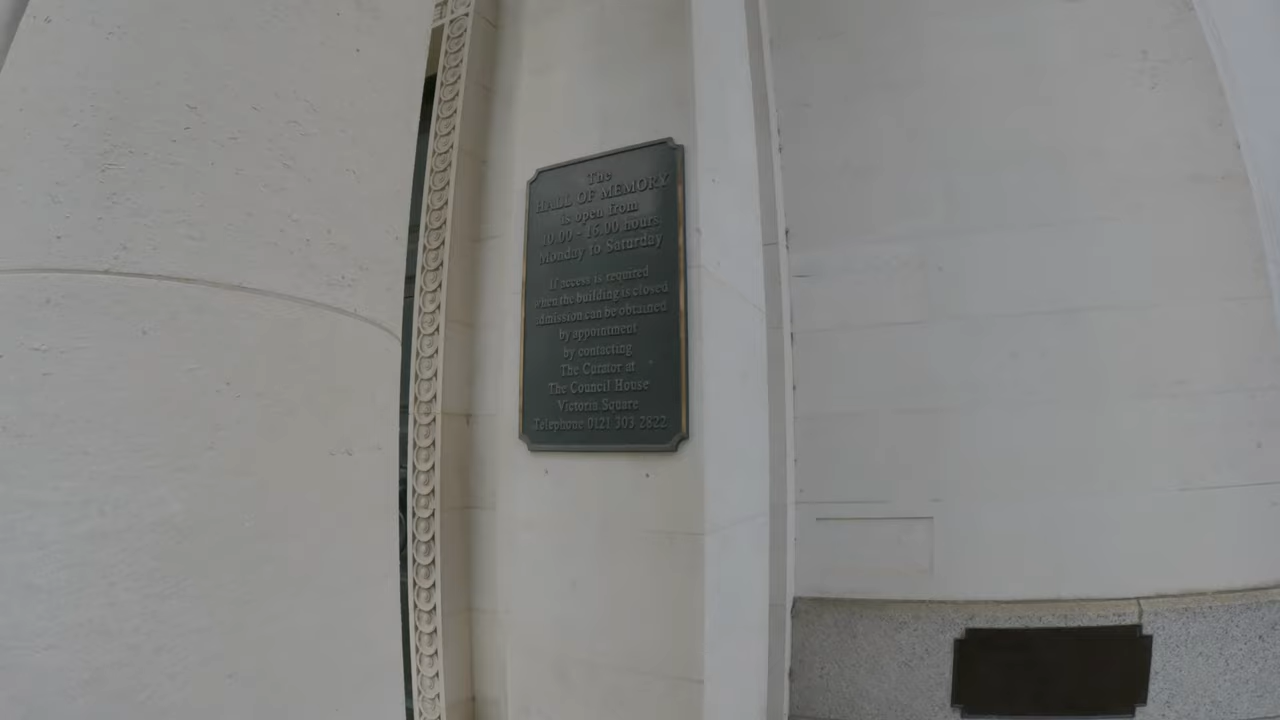 The
HALL OF MEMORY
is open from
10.00 - 16.00 hours
Monday to Saturday
If access is required
when the building is closed
admission can be obtained
by appointment
by contacting
The Curator at
The Council House
Victoria Square
Telephone 0121 303 2822